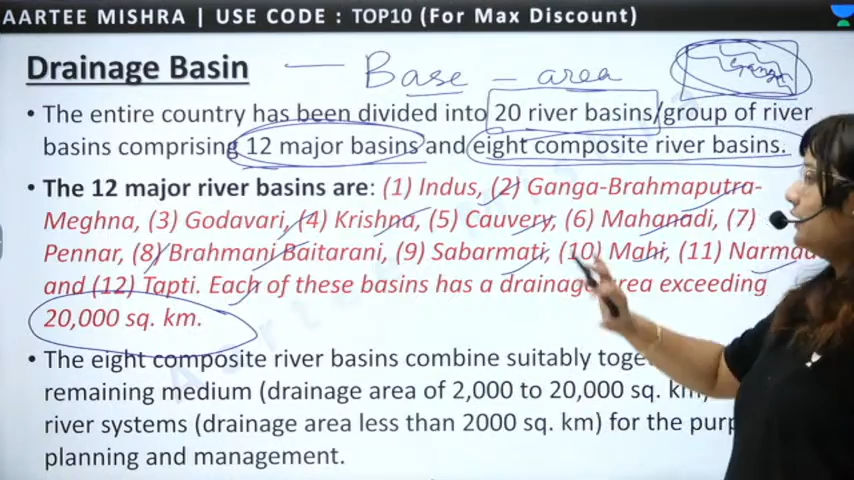 AARTEE MISHRA | USE CODE : TOP10 (For Max Discount)
Drainage Basin — Base - area
Ganga
• The entire country has been divided into 20 river basins/group of river
basins comprising 12 major basins and eight composite river basins.
• The 12 major river basins are: (1) Indus, (2) Ganga-Brahmaputra-
Meghna, (3) Godavari, (4) Krishna, (5) Cauvery, (6) Mahanadi, (7)
Pennar, (8) Brahmani Baitarani, (9) Sabarmati, (10) Mahi, (11) Narmad
and (12) Tapti. Each of these basins has a drainage area exceeding
20,000 sq. km.
• The eight composite river basins combine suitably toge
remaining medium (drainage area of 2,000 to 20,000 sq. km)
river systems (drainage area less than 2000 sq. km) for the purp
planning and management.